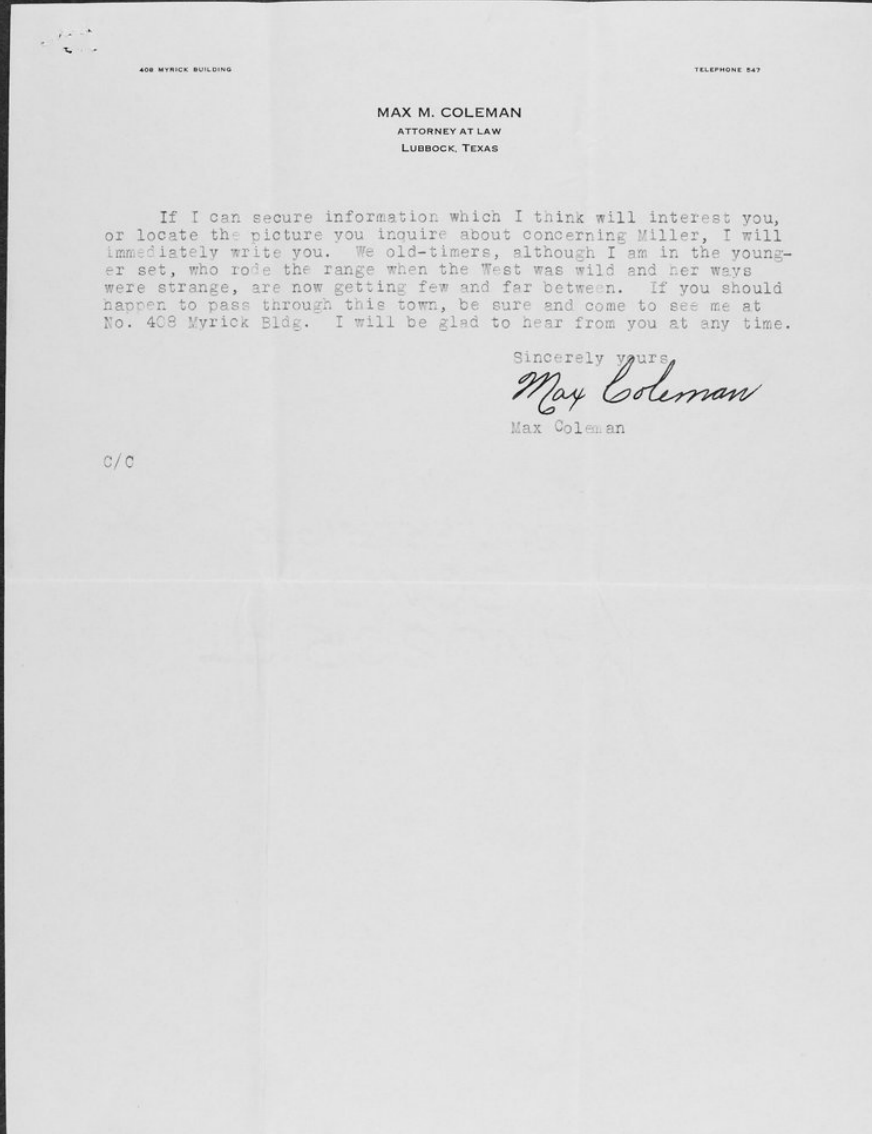 408 MYRICK BUILDING
TELEPHONE 547
MAX M. COLEMAN
ATTORNEY AT LAW
LUBBOCK, TEXAS
If I can secure information which I think will interest you,
or locate the picture you inquire about concerning Miller, I will
immediately write you. We old-timers, although I am in the young-
er set, who rode the range when the West was wild and her ways
were strange, are now getting few and far between. If you should
happen to pass through this town, be sure and come to see me at
No. 408 Myrick Bldg. I will be glad to hear from you at any time.
Sincerely yours,
Max Coleman
Max Coleman
C/C